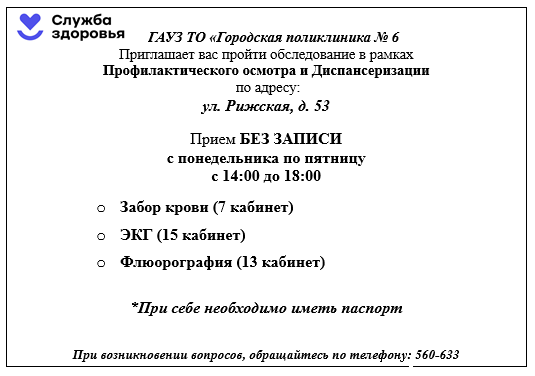 Служба
здоровья
ГАУЗ ТО «Городская поликлиника № 6
Приглашает вас пройти обследование в рамках
Профилактического осмотра и Диспансеризации
по адресу:
ул. Рижская, д. 53
Прием БЕЗ ЗАПИСИ
с понедельника по пятницу
с 14:00 до 18:00
o Забор крови (7 кабинет)
o ЭКГ (15 кабинет)
o Флюорография (13 кабинет)
*При себе необходимо иметь паспорт
При возникновении вопросов, обращайтесь по телефону: 560-633